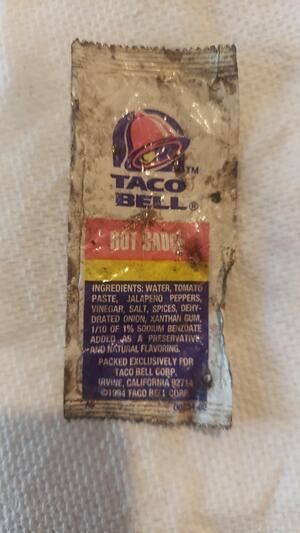 TM
TACO
BELL®
HOT SAUCE
INGREDIENTS: WATER, TOMATO
PASTE, JALAPENO PEPPERS,
VINEGAR, SALT, SPICES, DEHY-
DRATED ONION, XANTHAN GUM,
1/10 OF 1% SODIUM BENZOATE
ADDED AS A PRESERVATIVE
AND NATURAL FLAVORING.
PACKED EXCLUSIVELY FOR
TACO BELL CORP.
IRVINE, CALIFORNIA 92714
©1994 TACO BELL CORP.